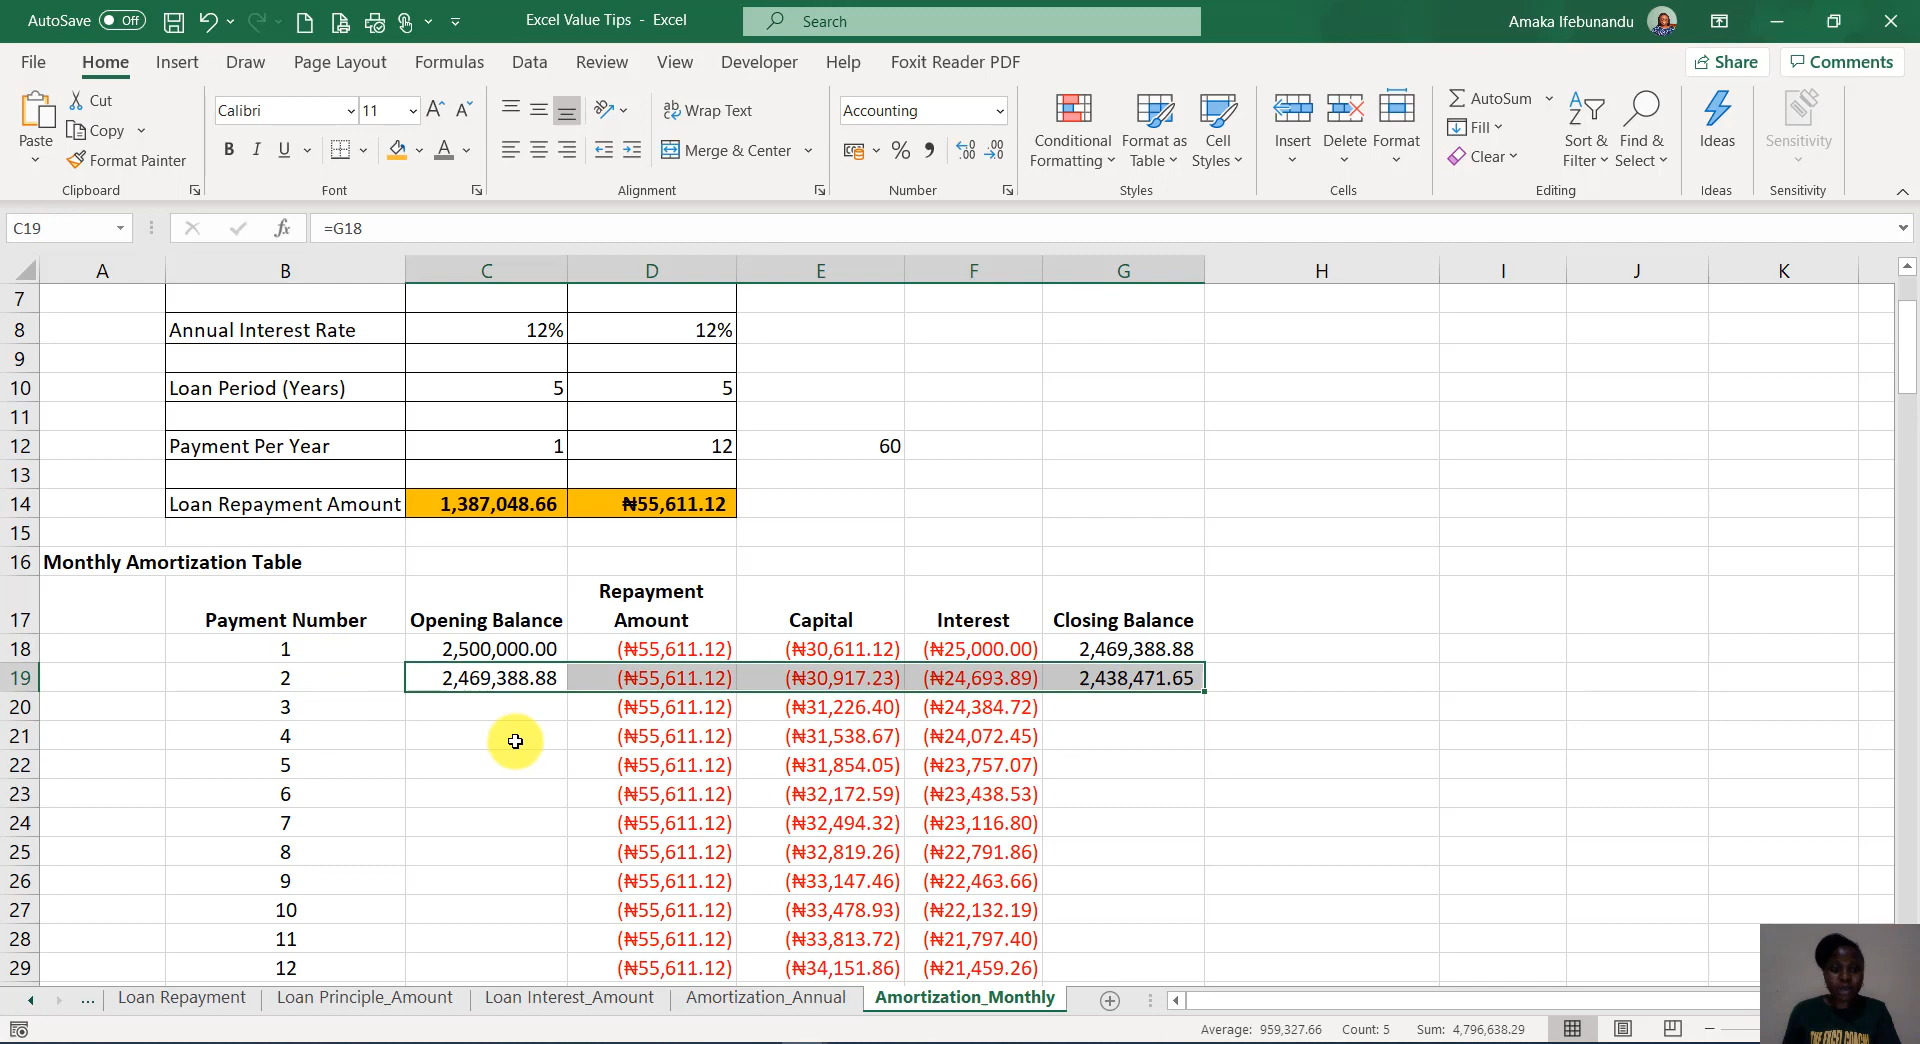 AutoSave Off Excel Value Tips - Excel Search Amaka Ifebunandu
File Home Insert Draw Page Layout Formulas Data Review View Developer Help Foxit Reader PDF Share Comments
Paste Cut Copy Format Painter Clipboard
Calibri 11 A A B I U A Font
ab Wrap Text Merge & Center Alignment
Accounting % 9 .00 .00 Number
Conditional Formatting Format as Table Cell Styles Styles
Insert Delete Format Cells
AutoSum Fill Clear Sort & Filter Find & Select Editing
Ideas Ideas
Sensitivity Sensitivity
C19 fx =G18
A B C D E F G H I J K
7
8 Annual Interest Rate 12% 12%
9
10 Loan Period (Years) 5 5
11
12 Payment Per Year 1 12 60
13
14 Loan Repayment Amount 1,387,048.66 ₦55,611.12
15
16 Monthly Amortization Table
17 Payment Number Opening Balance Repayment Amount Capital Interest Closing Balance
18 1 2,500,000.00 (₦55,611.12) (₦30,611.12) (₦25,000.00) 2,469,388.88
19 2 2,469,388.88 (₦55,611.12) (₦30,917.23) (₦24,693.89) 2,438,471.65
20 3 (₦55,611.12) (₦31,226.40) (₦24,384.72)
21 4 (₦55,611.12) (₦31,538.67) (₦24,072.45)
22 5 (₦55,611.12) (₦31,854.05) (₦23,757.07)
23 6 (₦55,611.12) (₦32,172.59) (₦23,438.53)
24 7 (₦55,611.12) (₦32,494.32) (₦23,116.80)
25 8 (₦55,611.12) (₦32,819.26) (₦22,791.86)
26 9 (₦55,611.12) (₦33,147.46) (₦22,463.66)
27 10 (₦55,611.12) (₦33,478.93) (₦22,132.19)
28 11 (₦55,611.12) (₦33,813.72) (₦21,797.40)
29 12 (₦55,611.12) (₦34,151.86) (₦21,459.26)
... Loan Repayment Loan Principle_Amount Loan Interest_Amount Amortization_Annual Amortization_Monthly
Average: 959,327.66 Count: 5 Sum: 4,796,638.29
THE EXCEL